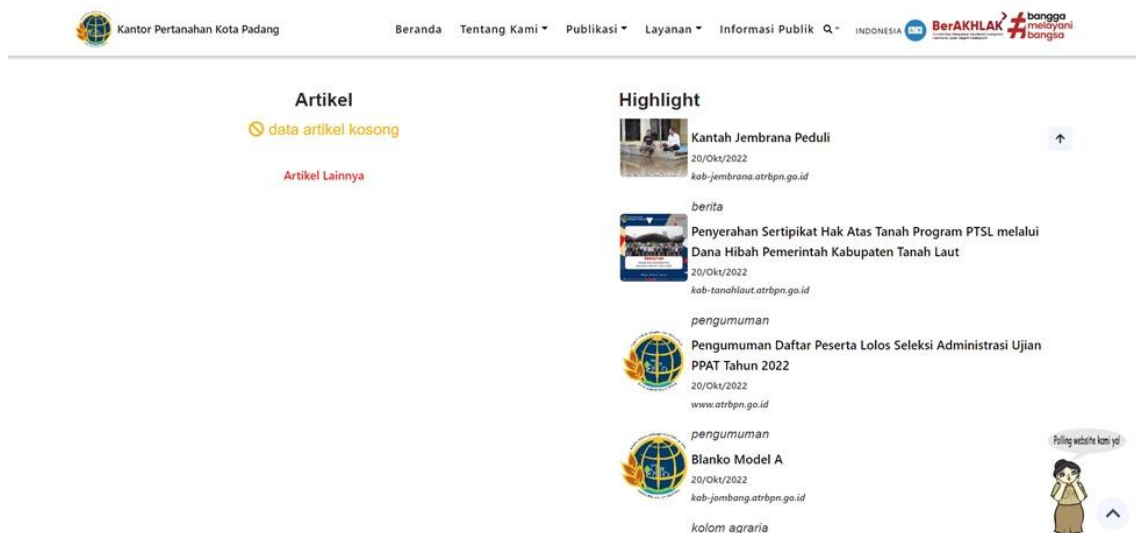 Kantor Pertanahan Kota Padang
Beranda Tentang Kami Publikasi Layanan Informasi Publik INDONESIA
BerAKHLAK
#bangga
melayani
bangsa
Artikel
data artikel kosong
Artikel Lainnya
Highlight
Kantah Jembrana Peduli
20/Okt/2022
kab-jembrana.atrbpn.go.id
berita
Penyerahan Sertipikat Hak Atas Tanah Program PTSL melalui
Dana Hibah Pemerintah Kabupaten Tanah Laut
20/Okt/2022
kab-tanahlaut.atrbpn.go.id
pengumuman
Pengumuman Daftar Peserta Lolos Seleksi Administrasi Ujian
PPAT Tahun 2022
20/Okt/2022
www.atrbpn.go.id
pengumuman
Blanko Model A
20/Okt/2022
kab-jombang.atrbpn.go.id
kolom agraria
Polling website kami ya!